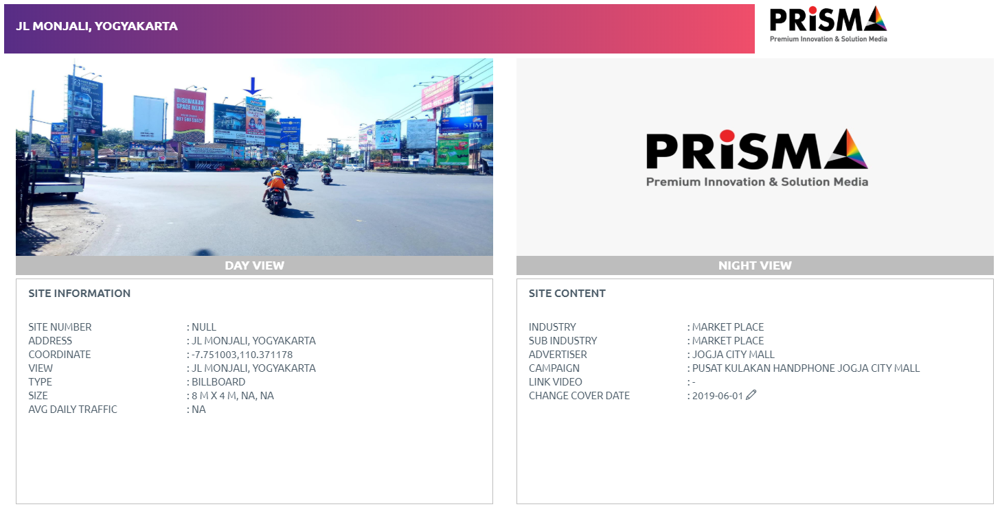 JL MONJALI, YOGYAKARTA
PRiSMA
Premium Innovation & Solution Media
DISEWAKAN
SPACE IKLAN
STIM
PRiSMA
Premium Innovation & Solution Media
DAY VIEW
NIGHT VIEW
SITE INFORMATION
SITE NUMBER : NULL
ADDRESS : JL MONJALI, YOGYAKARTA
COORDINATE : -7.751003,110.371178
VIEW : JL MONJALI, YOGYAKARTA
TYPE : BILLBOARD
SIZE : 8 M X 4 M, NA, NA
AVG DAILY TRAFFIC : NA
SITE CONTENT
INDUSTRY : MARKET PLACE
SUB INDUSTRY : MARKET PLACE
ADVERTISER : JOGJA CITY MALL
CAMPAIGN : PUSAT KULAKAN HANDPHONE JOGJA CITY MALL
LINK VIDEO : -
CHANGE COVER DATE : 2019-06-01